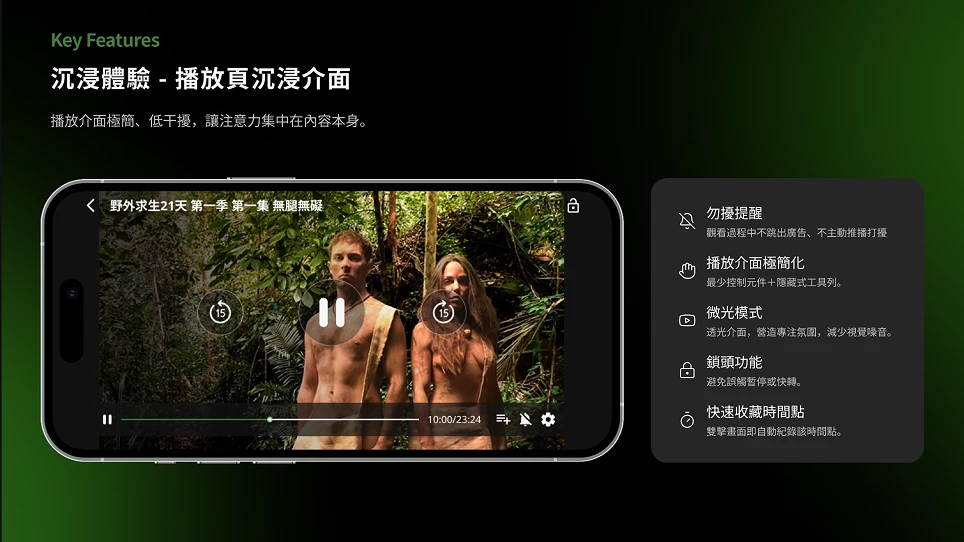 Key Features
沉浸體驗 - 播放頁沉浸介面
播放介面極簡、低干擾，讓注意力集中在內容本身。
野外求生21天 第一季 第一集 無腿無礙
15
15
10:00/23:24
勿擾提醒
觀看過程中不跳出廣告、不主動推播打擾
播放介面極簡化
最少控制元件＋隱藏式工具列。
微光模式
透光介面，營造專注氛圍，減少視覺噪音。
鎖頭功能
避免誤觸暫停或快轉。
快速收藏時間點
雙擊畫面即自動紀錄該時間點。